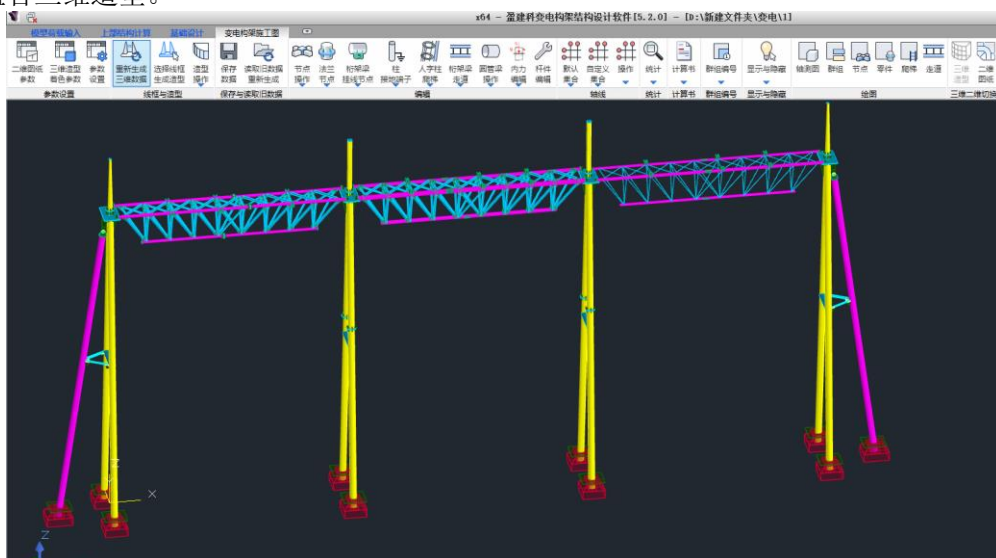 x64 - 盈建科变电构架结构设计软件[5.2.0] - [D:\新建文件夹\变电\1]
模型荷载输入 上部结构计算 基础设计 变电构架施工图
二维图纸 三维造型 参数 重新生成 选择线框 造型 保存 读取旧数据 节点 法兰 桁架梁 柱 人字柱 桁架梁 圆管梁 内力 杆件 默认 自定义 操作 统计 计算书 群组编号 显示与隐藏 轴测图 群组 节点 零件 爬梯 走道 三维 二维
参数 着色参数 设置 三维数据 生成造型 操作 数据 重新生成 操作 节点 挂线节点 接地端子 爬梯 走道 操作 编辑 编辑 集合 集合 造型 图纸
参数设置 线框与造型 保存与读取旧数据 编辑 轴线 统计 计算书 群组编号 显示与隐藏 绘图 三维二维切换
Z
X
Z